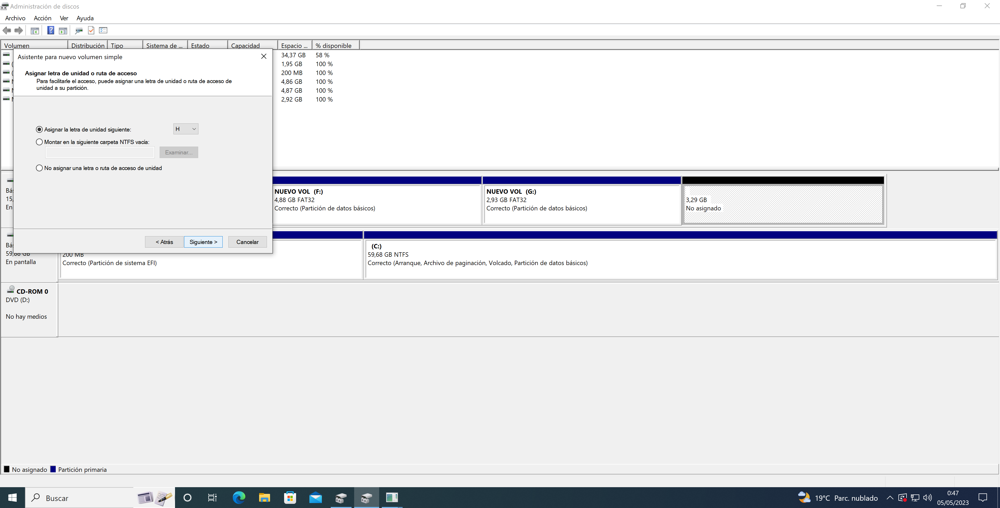 Administración de discos
Archivo Acción Ver Ayuda
Volumen Distribución Tipo Sistema de ... Estado Capacidad Espacio ... % disponible
34,37 GB 58 %
1,95 GB 100 %
200 MB 100 %
4,86 GB 100 %
4,87 GB 100 %
2,92 GB 100 %
Asistente para nuevo volumen simple
Asignar letra de unidad o ruta de acceso
Para facilitarle el acceso, puede asignar una letra de unidad o ruta de acceso de
unidad a su partición.
Asignar la letra de unidad siguiente: H
Montar en la siguiente carpeta NTFS vacía:
Examinar...
No asignar una letra o ruta de acceso de unidad
< Atrás Siguiente > Cancelar
NUEVO VOL (F:)
4,88 GB FAT32
Correcto (Partición de datos básicos)
NUEVO VOL (G:)
2,93 GB FAT32
Correcto (Partición de datos básicos)
3,29 GB
No asignado
Bás
15,
En
Bás
En pantalla
200 MB
Correcto (Partición de sistema EFI)
(C:)
59,68 GB NTFS
Correcto (Arranque, Archivo de paginación, Volcado, Partición de datos básicos)
CD-ROM 0
DVD (D:)
No hay medios
No asignado Partición primaria
Buscar
19°C Parc. nublado
0:47
05/05/2023